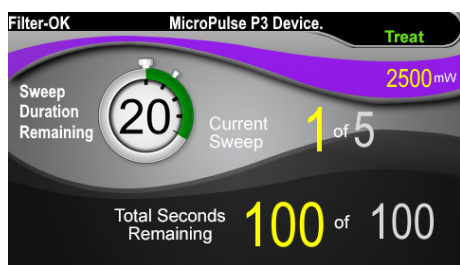 Filter-OK MicroPulse P3 Device.
Treat
2500mW
Sweep
Duration
Remaining
20
Current
Sweep
1 of 5
Total Seconds
Remaining
100 of 100